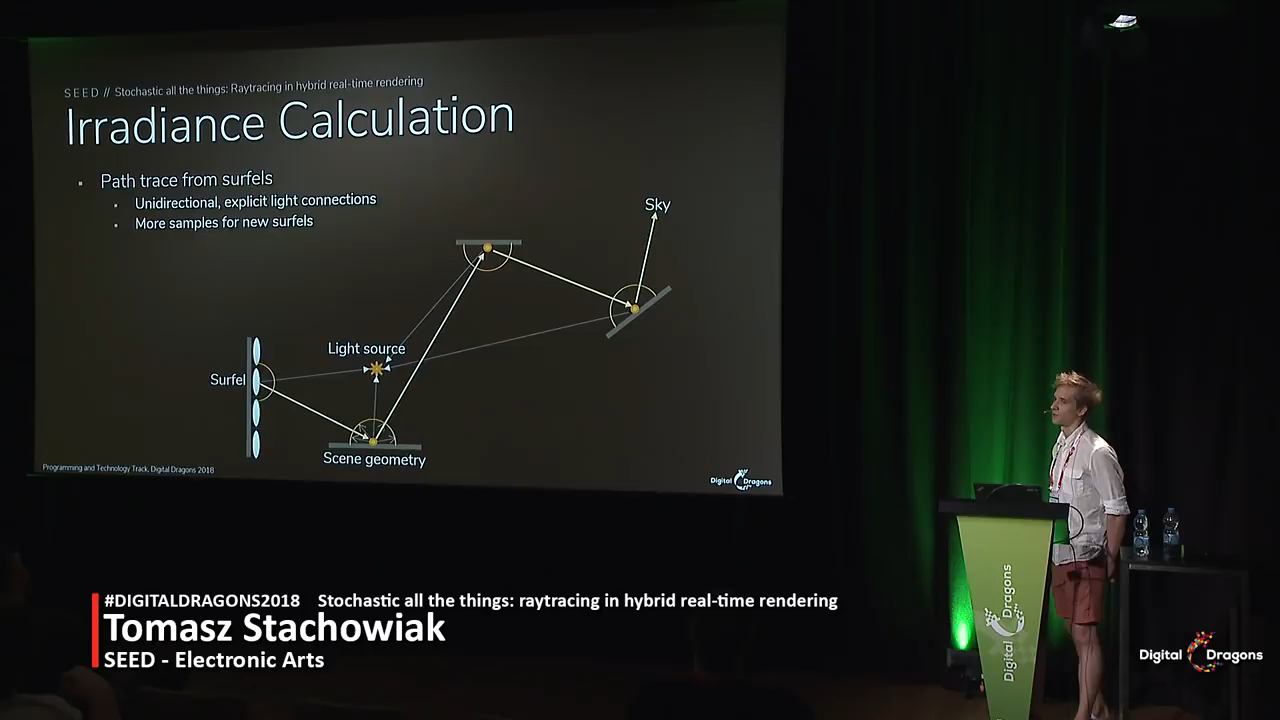 SEED // Stochastic all the things: Raytracing in hybrid real-time rendering
Irradiance Calculation
Path trace from surfels
Unidirectional, explicit light connections
More samples for new surfels
Sky
Light source
Surfel
Scene geometry
Programming and Technology Track, Digital Dragons 2018
Digital Dragons
Digital Dragons
#DIGITALDRAGONS2018 Stochastic all the things: raytracing in hybrid real-time rendering
Tomasz Stachowiak
SEED - Electronic Arts
Digital Dragons